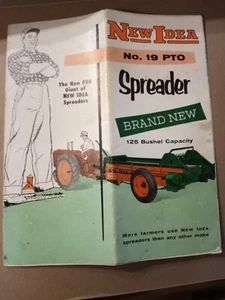 New Idea
No. 19 PTO
Spreader
BRAND NEW
125 Bushel Capacity
The New PTO
Giant of
NEW IDEA
Spreaders
More farmers use NEW IDEA
spreaders than any other make